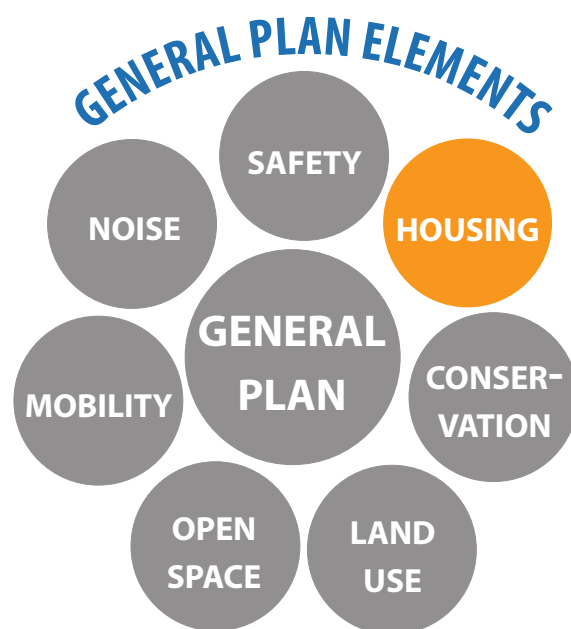 GENERAL PLAN ELEMENTS
SAFETY
NOISE
HOUSING
GENERAL
PLAN
MOBILITY
CONSER-
VATION
OPEN
SPACE
LAND
USE